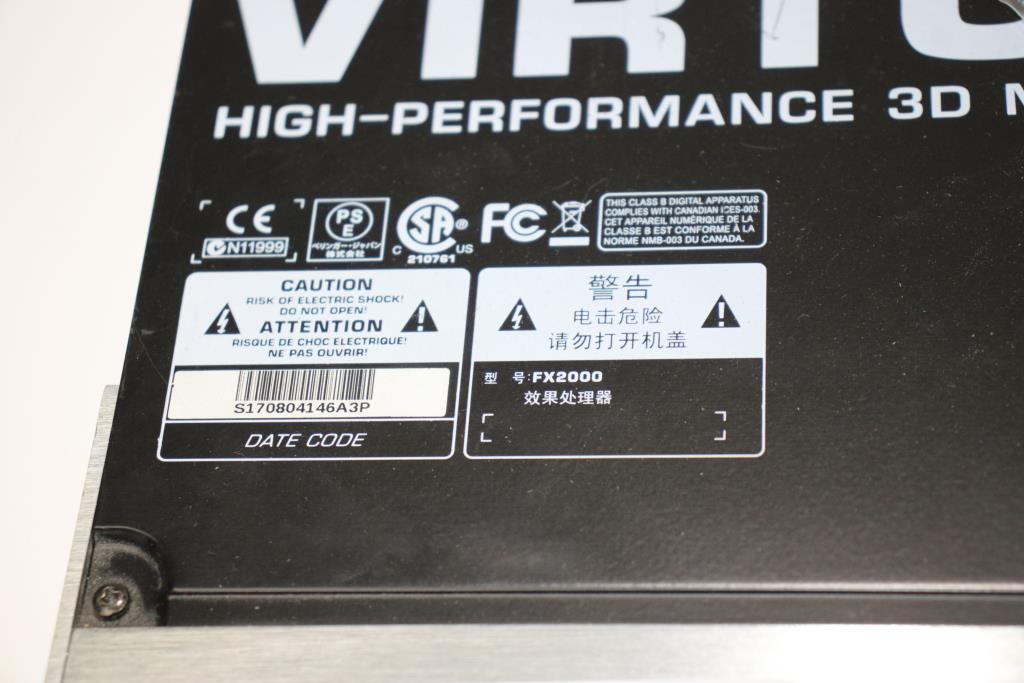 VIRTU
HIGH-PERFORMANCE 3D
CE
N11999
PS
E
ベリンガー・ジャパン
株式会社
SA®
C US
210761
FC
THIS CLASS B DIGITAL APPARATUS
COMPLIES WITH CANADIAN ICES-003.
CET APPAREIL NUMÉRIQUE DE LA
CLASSE B EST CONFORME À LA
NORME NMB-003 DU CANADA.
CAUTION
RISK OF ELECTRIC SHOCK!
DO NOT OPEN!
ATTENTION
RISQUE DE CHOC ELECTRIQUE!
NE PAS OUVRIR!
S170804146A3P
DATE CODE
警告
电击危险
请勿打开机盖
型 号:FX2000
效果处理器